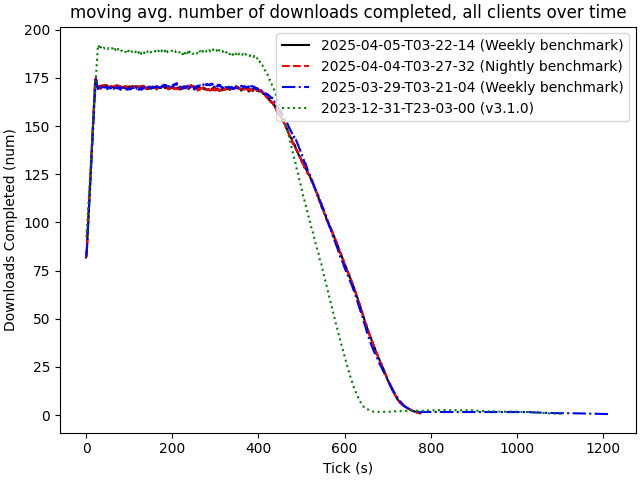 moving avg. number of downloads completed, all clients over time
2025-04-05-T03-22-14 (Weekly benchmark)
2025-04-04-T03-27-32 (Nightly benchmark)
2025-03-29-T03-21-04 (Weekly benchmark)
2023-12-31-T23-03-00 (v3.1.0)
Downloads Completed (num)
200
175
150
125
100
75
50
25
0
0 200 400 600 800 1000 1200
Tick (s)